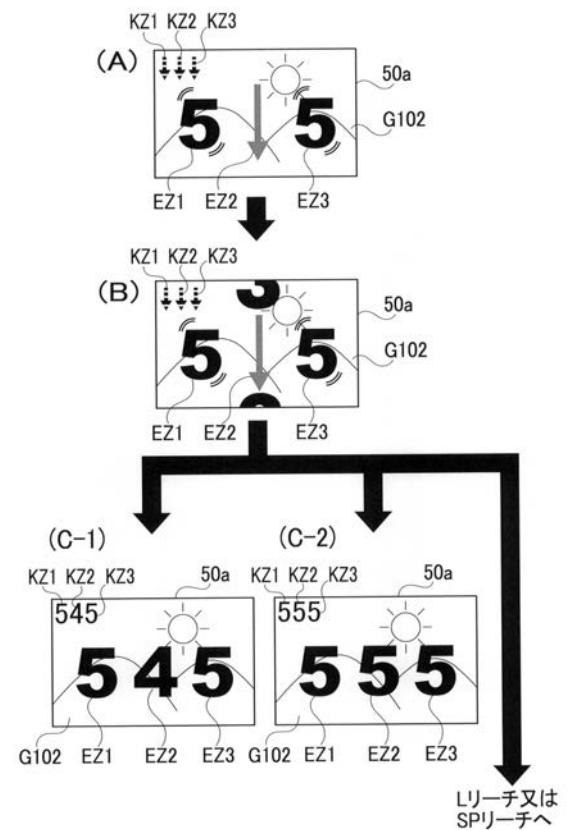 KZ1 KZ2 KZ3
(A)
50a
G102
5 5
EZ1 EZ2 EZ3
KZ1 KZ2 KZ3
(B)
3
50a
5 5
G102
EZ1 EZ2 EZ3
(C-1)
KZ1 KZ2 KZ3
50a
545
5 4 5
G102 EZ1 EZ2 EZ3
(C-2)
KZ1 KZ2 KZ3
50a
555
5 5 5
G102 EZ1 EZ2 EZ3
Lリーチ又は
SPリーチへ